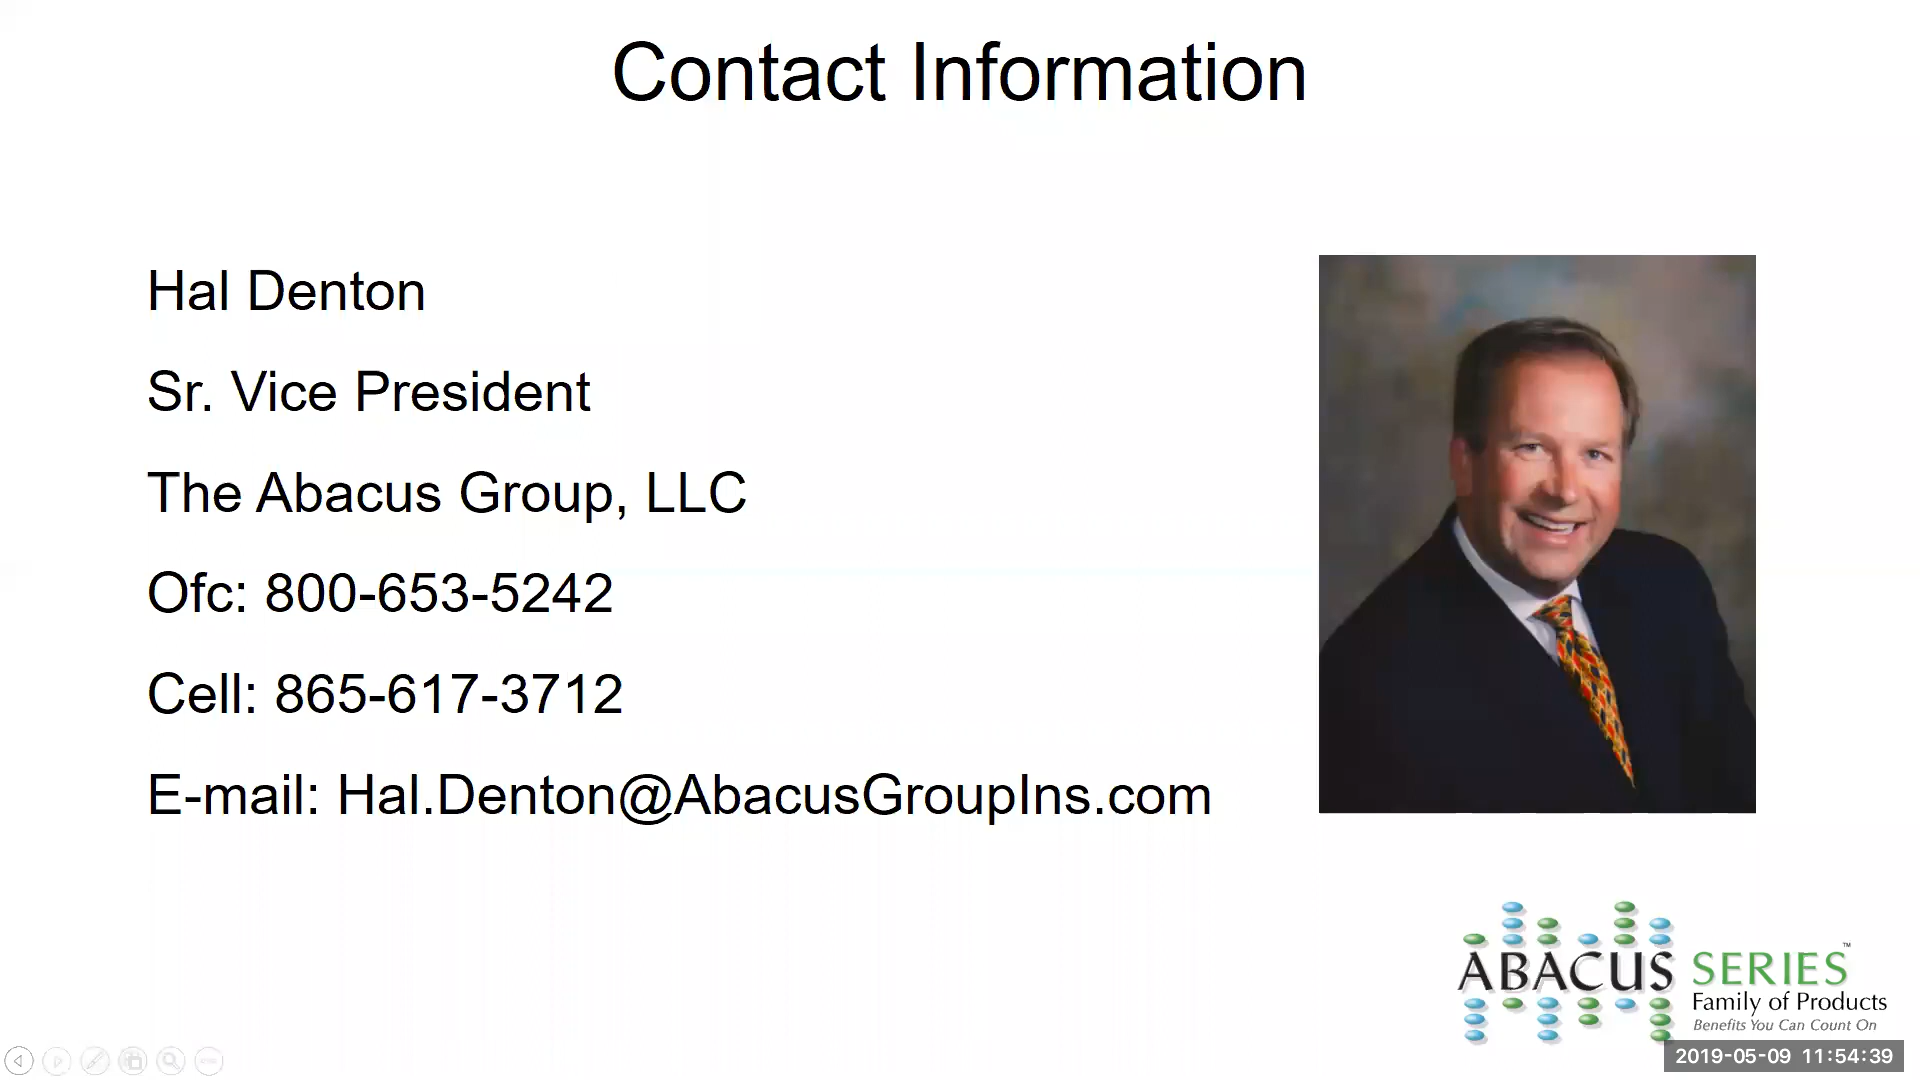 Contact Information
Hal Denton
Sr. Vice President
The Abacus Group, LLC
Ofc: 800-653-5242
Cell: 865-617-3712
E-mail: Hal.Denton@AbacusGroupIns.com
ABACUS SERIES™
Family of Products
Benefits You Can Count On
2019-05-09 11:54:39